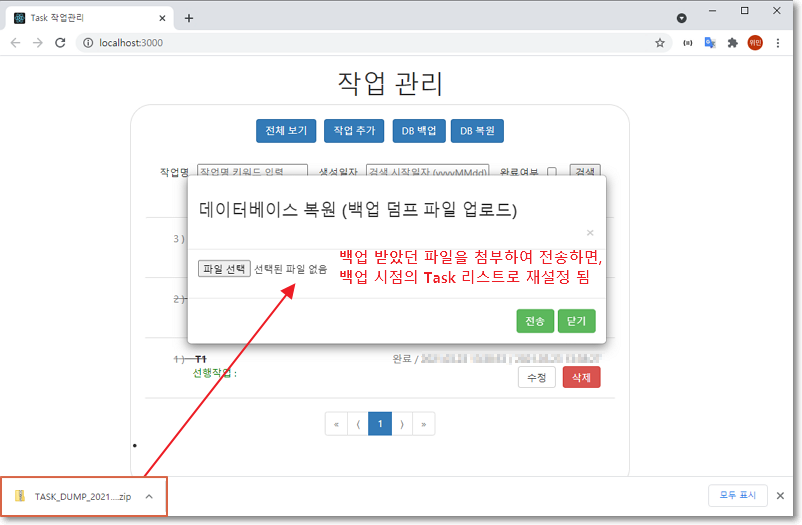 Task 작업관리
localhost:3000
위민
작업 관리
전체 보기 작업 추가 DB 백업 DB 복원
작업명 작업명 키워드 입력 생성일자 검색 시작일자 (yyyyMMdd) 완료여부 검색
데이터베이스 복원 (백업 덤프 파일 업로드)
×
3 )
파일 선택 선택된 파일 없음
백업 받았던 파일을 첨부하여 전송하면,
백업 시점의 Task 리스트로 재설정 됨
2 )
전송 닫기
1 ) T1 완료 /
선행작업 :
수정 삭제
« ⟨ 1 ⟩ »
TASK_DUMP_2021....zip
모두 표시